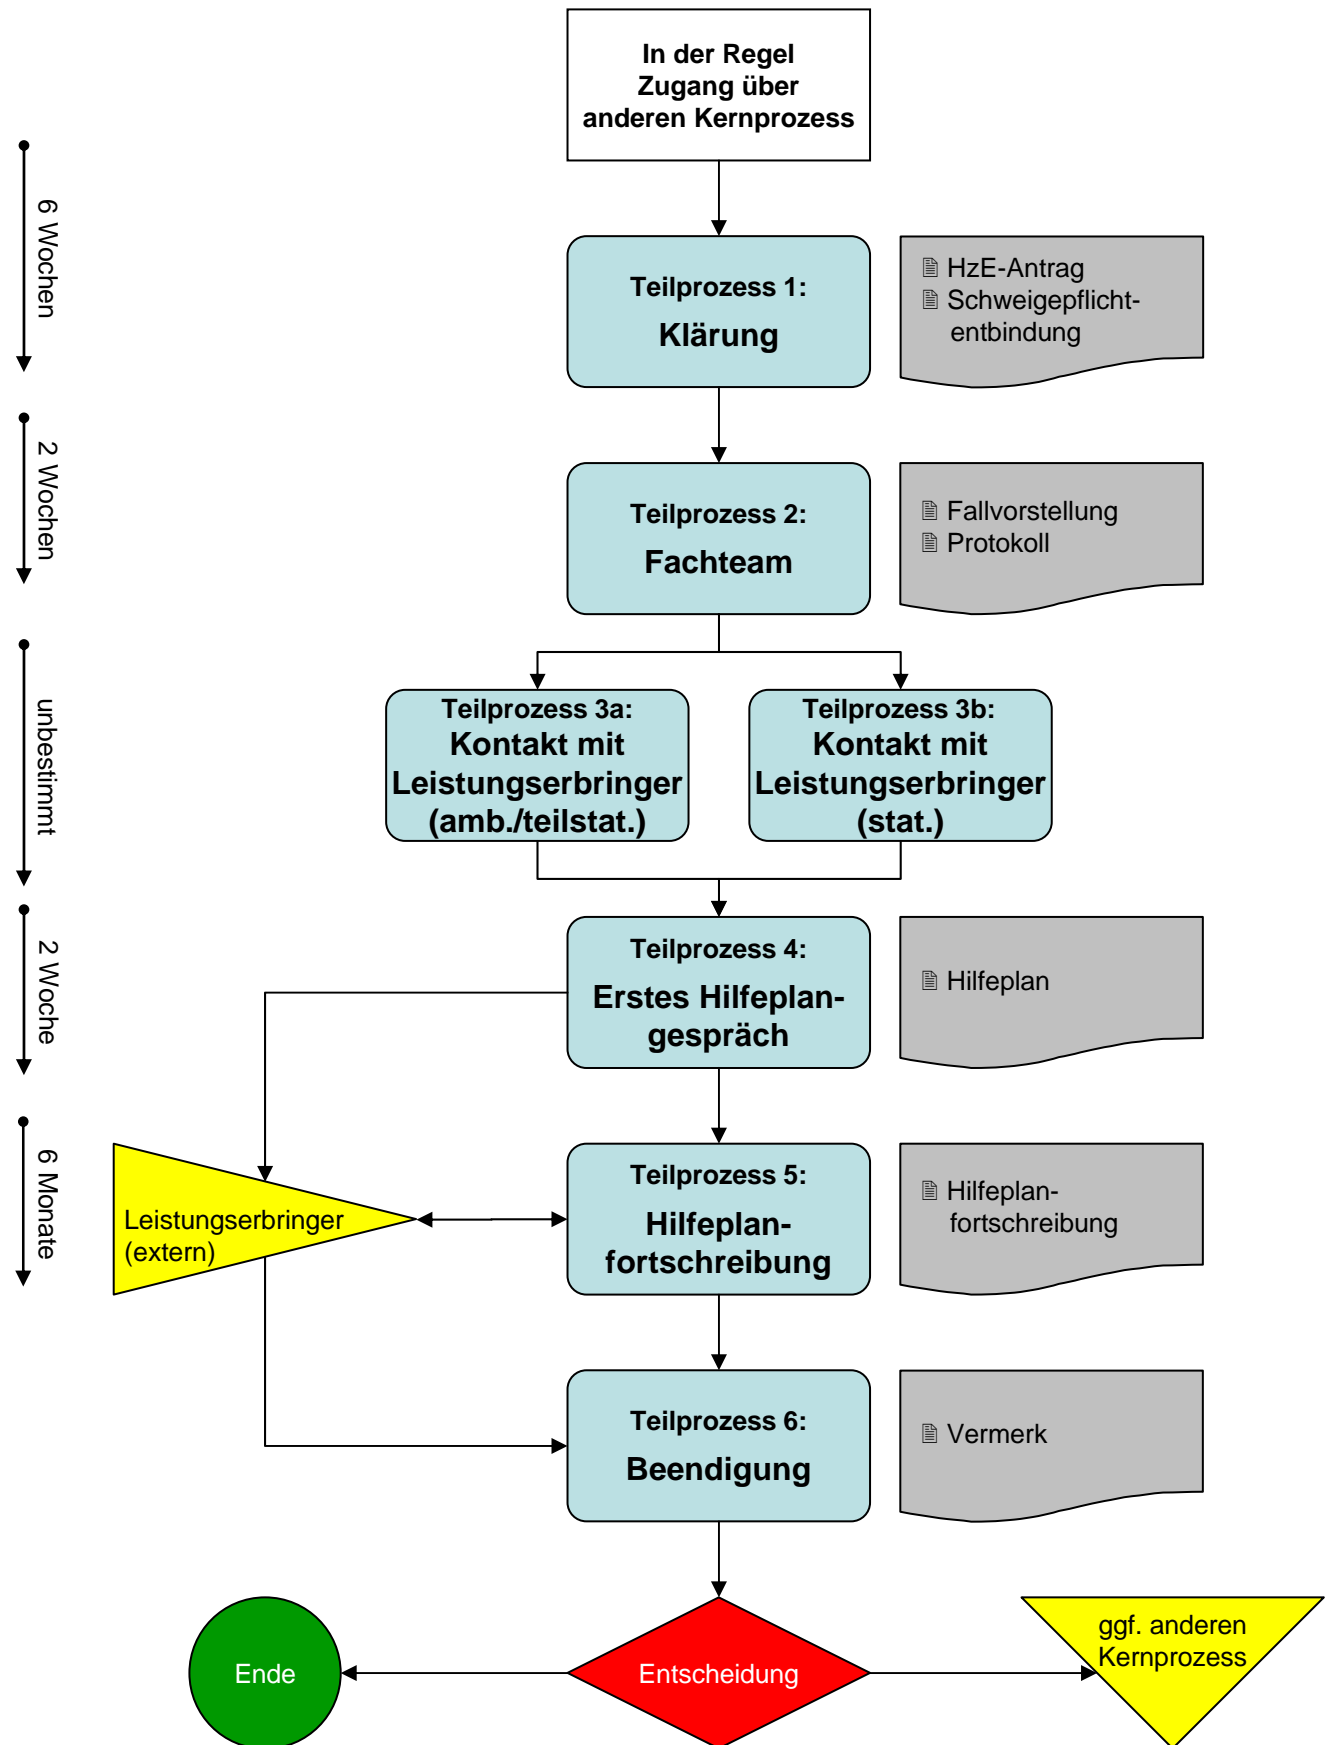 In der Regel
Zugang über
anderen Kernprozess
6 Wochen
Teilprozess 1:
Klärung
HzE-Antrag
Schweigepflicht-
entbindung
2 Wochen
Teilprozess 2:
Fachteam
Fallvorstellung
Protokoll
unbestimmt
Teilprozess 3a:
Kontakt mit
Leistungserbringer
(amb./teilstat.)
Teilprozess 3b:
Kontakt mit
Leistungserbringer
(stat.)
2 Woche
Teilprozess 4:
Erstes Hilfeplan-
gespräch
Hilfeplan
6 Monate
Leistungserbringer
(extern)
Teilprozess 5:
Hilfeplan-
fortschreibung
Hilfeplan-
fortschreibung
Teilprozess 6:
Beendigung
Vermerk
Ende
Entscheidung
ggf. anderen
Kernprozess